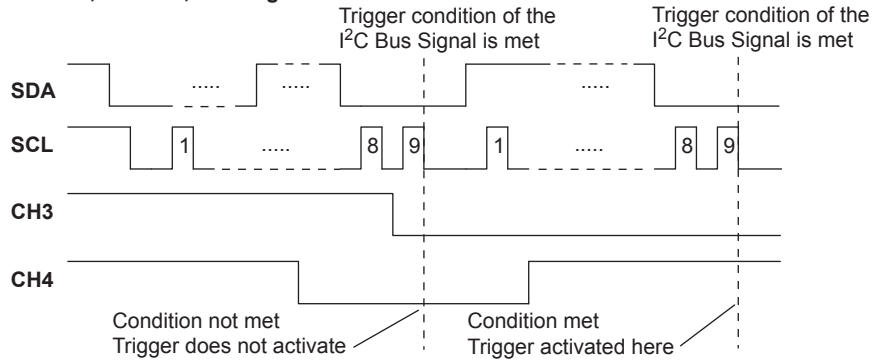 Trigger condition of the
I2C Bus Signal is met
Trigger condition of the
I2C Bus Signal is met
SDA
.....
.....
.....
SCL
1
.....
8
9
1
.....
8
9
CH3
CH4
Condition not met
Trigger does not activate
Condition met
Trigger activated here